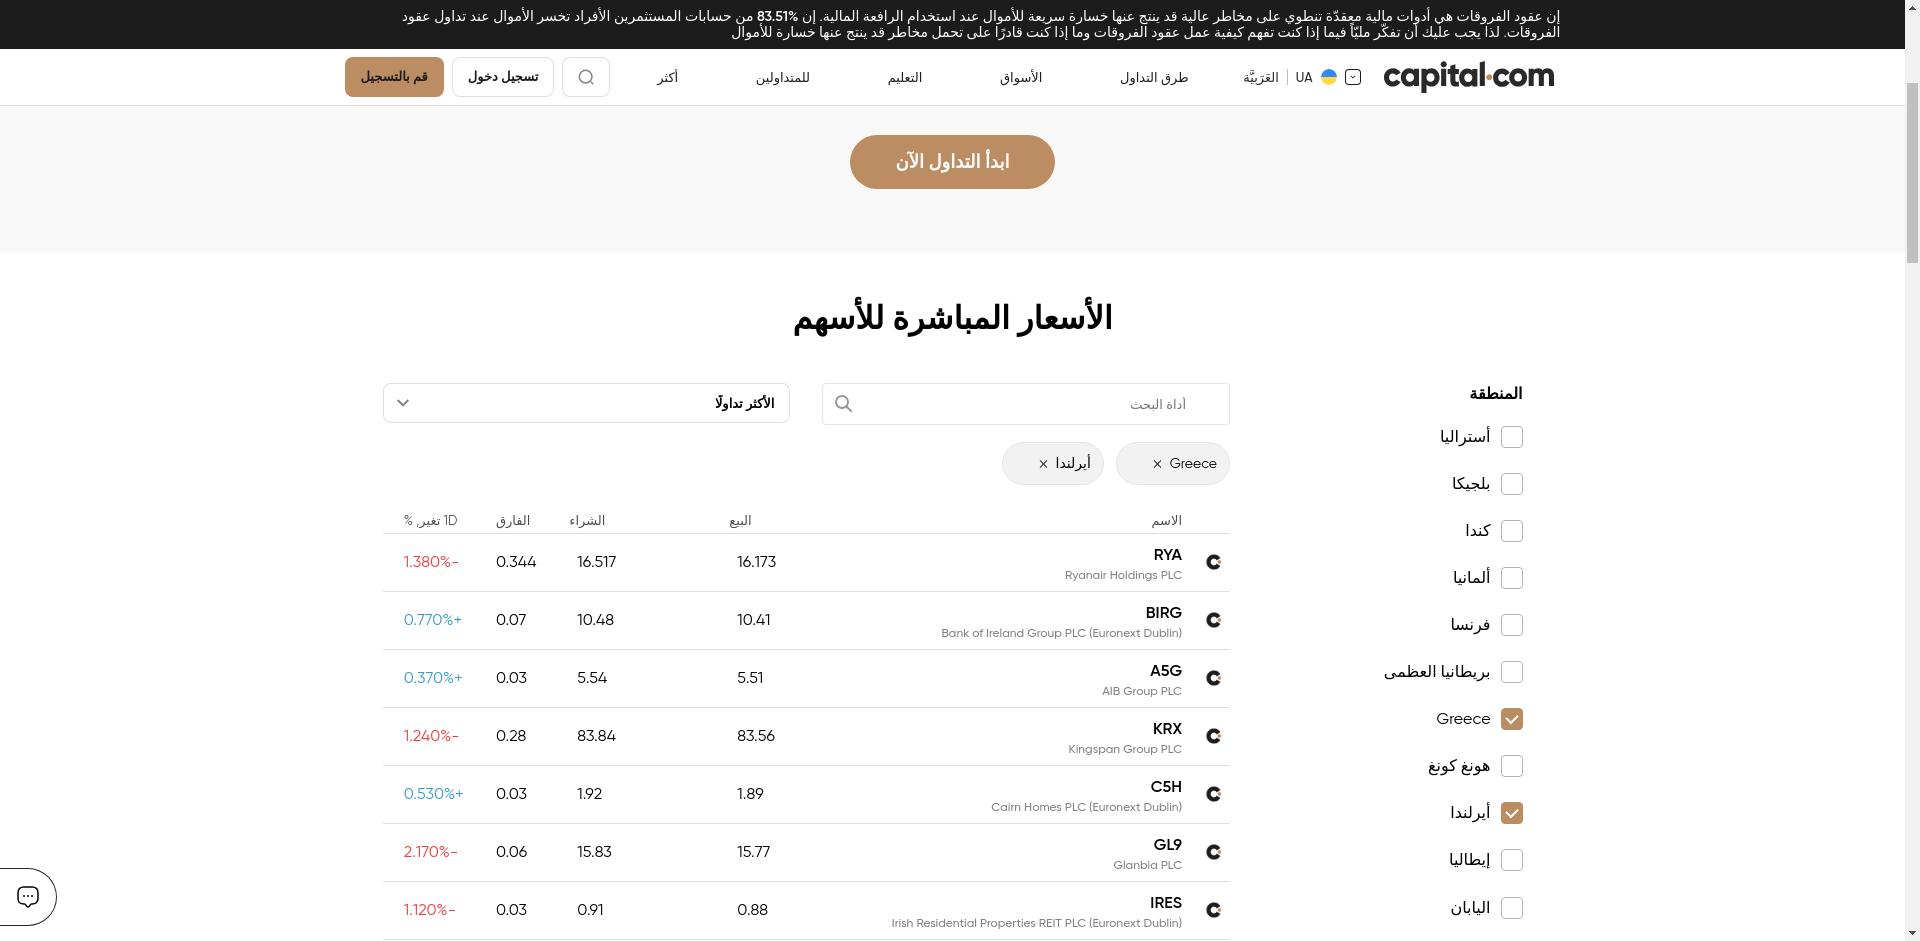 إن عقود الفروقات هي أدوات مالية معقدّة تنطوي على مخاطر عالية قد ينتج عنها خسارة سريعة للأموال عند استخدام الرافعة المالية. إن 83.51% من حسابات المستثمرين الأفراد تخسر الأموال عند تداول عقود
الفروقات. لذا يجب عليك أن تفكّر مليّاً فيما إذا كنت تفهم كيفية عمل عقود الفروقات وما إذا كنت قادرًا على تحمل مخاطر قد ينتج عنها خسارة للأموال
capital.com
UA العَرَبِيَّة
طرق التداول
الأسواق
التعليم
للمتداولين
أكثر
تسجيل دخول
قم بالتسجيل
ابدأ التداول الآن
الأسعار المباشرة للأسهم
المنطقة
أستراليا
بلجيكا
كندا
ألمانيا
فرنسا
بريطانيا العظمى
Greece
هونغ كونغ
أيرلندا
إيطاليا
اليابان
أداة البحث
الأكثر تداولًا
Greece ×
أيرلندا ×
الاسم البيع الشراء الفارق 1D تغير, %
RYA 16.173 16.517 0.344 -1.380%
Ryanair Holdings PLC
BIRG 10.41 10.48 0.07 +0.770%
Bank of Ireland Group PLC (Euronext Dublin)
A5G 5.51 5.54 0.03 +0.370%
AIB Group PLC
KRX 83.56 83.84 0.28 -1.240%
Kingspan Group PLC
C5H 1.89 1.92 0.03 +0.530%
Cairn Homes PLC (Euronext Dublin)
GL9 15.77 15.83 0.06 -2.170%
Glanbia PLC
IRES 0.88 0.91 0.03 -1.120%
Irish Residential Properties REIT PLC (Euronext Dublin)